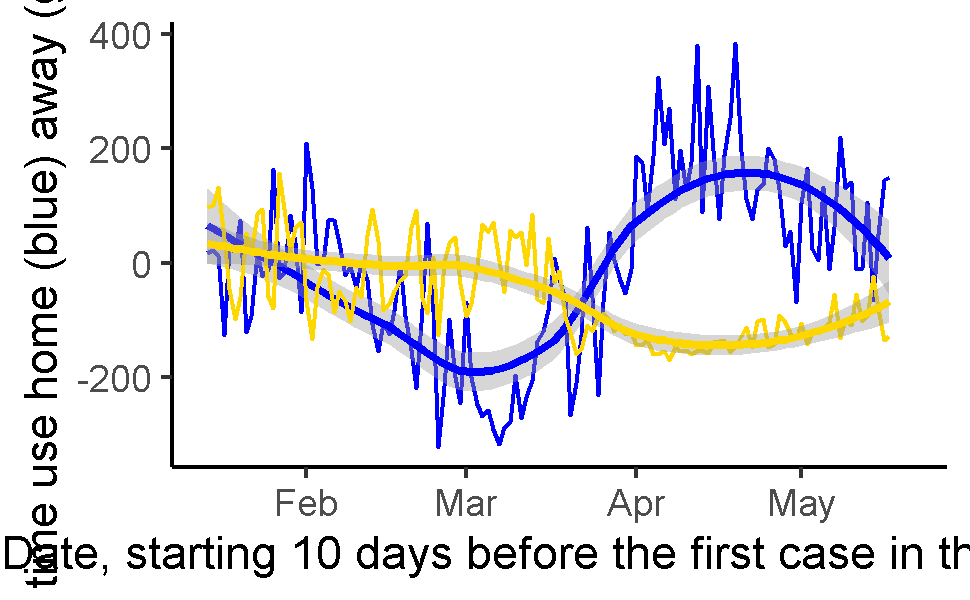 time use home (blue) away (
400
200
0
-200
Feb Mar Apr May
Date, starting 10 days before the first case in th